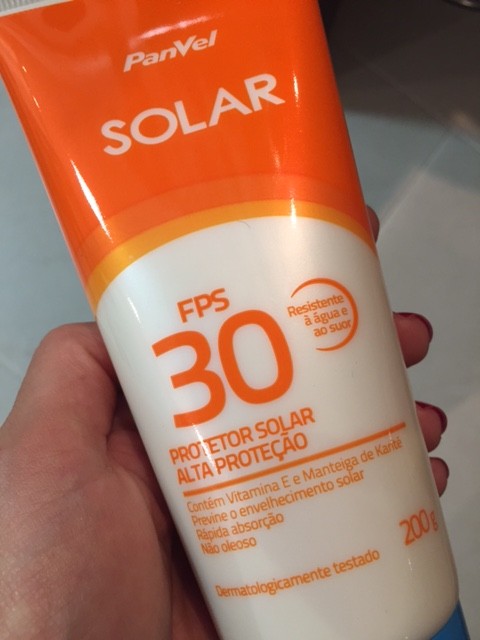 PanVel
SOLAR
FPS
30
Resistente
à água e
ao suor
PROTETOR SOLAR
ALTA PROTEÇÃO
Contém Vitamina E e Manteiga de Karitê
Previne o envelhecimento solar
Rápida absorção
Não oleoso
200g
Dermatologicamente testado